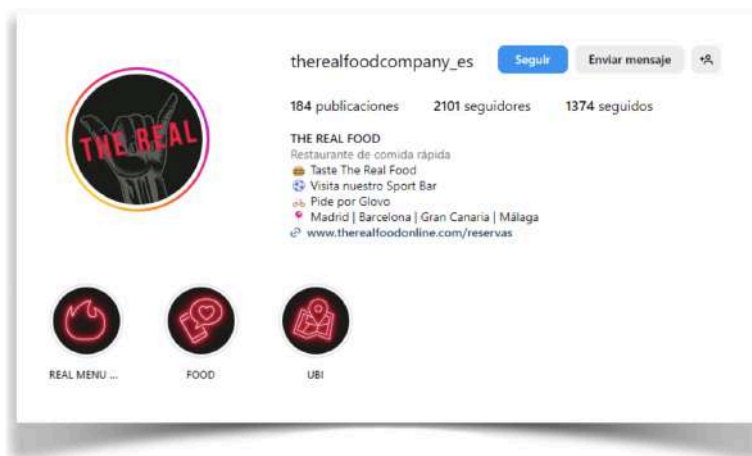 therealfoodcompany_es Seguir Enviar mensaje
184 publicaciones 2101 seguidores 1374 seguidos
THE REAL
THE REAL FOOD
Restaurante de comida rápida
🍔 Taste The Real Food
⚽ Visita nuestro Sport Bar
🚲 Pide por Glovo
📍 Madrid | Barcelona | Gran Canaria | Málaga
www.therealfoodonline.com/reservas
REAL MENU ... FOOD UBI